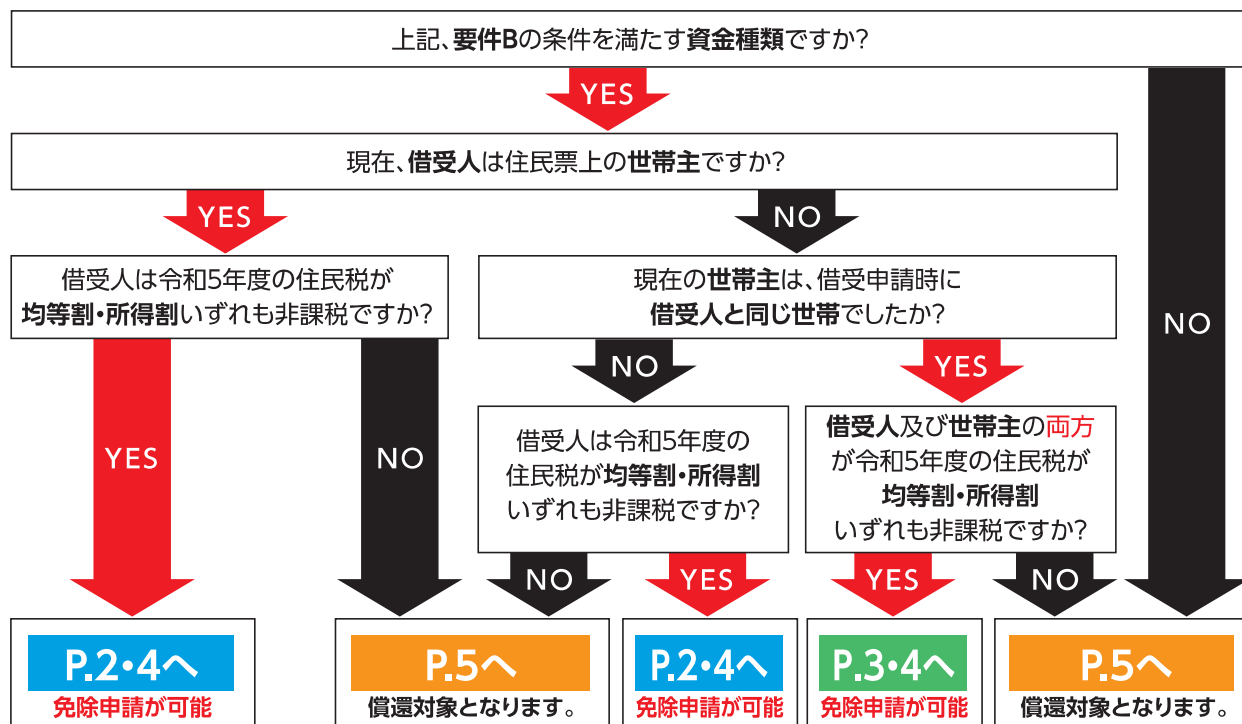 上記、要件Bの条件を満たす資金種類ですか?
YES
現在、借受人は住民票上の世帯主ですか?
YES
NO
借受人は令和5年度の住民税が
均等割・所得割いずれも非課税ですか?
現在の世帯主は、借受申請時に
借受人と同じ世帯でしたか?
NO
NO
YES
借受人は令和5年度の
住民税が均等割・所得割
いずれも非課税ですか?
借受人及び世帯主の両方
が令和5年度の住民税が
均等割・所得割
いずれも非課税ですか?
YES
NO
NO
YES
YES
NO
P.2・4へ
免除申請が可能
P.5へ
償還対象となります。
P.2・4へ
免除申請が可能
P.3・4へ
免除申請が可能
P.5へ
償還対象となります。